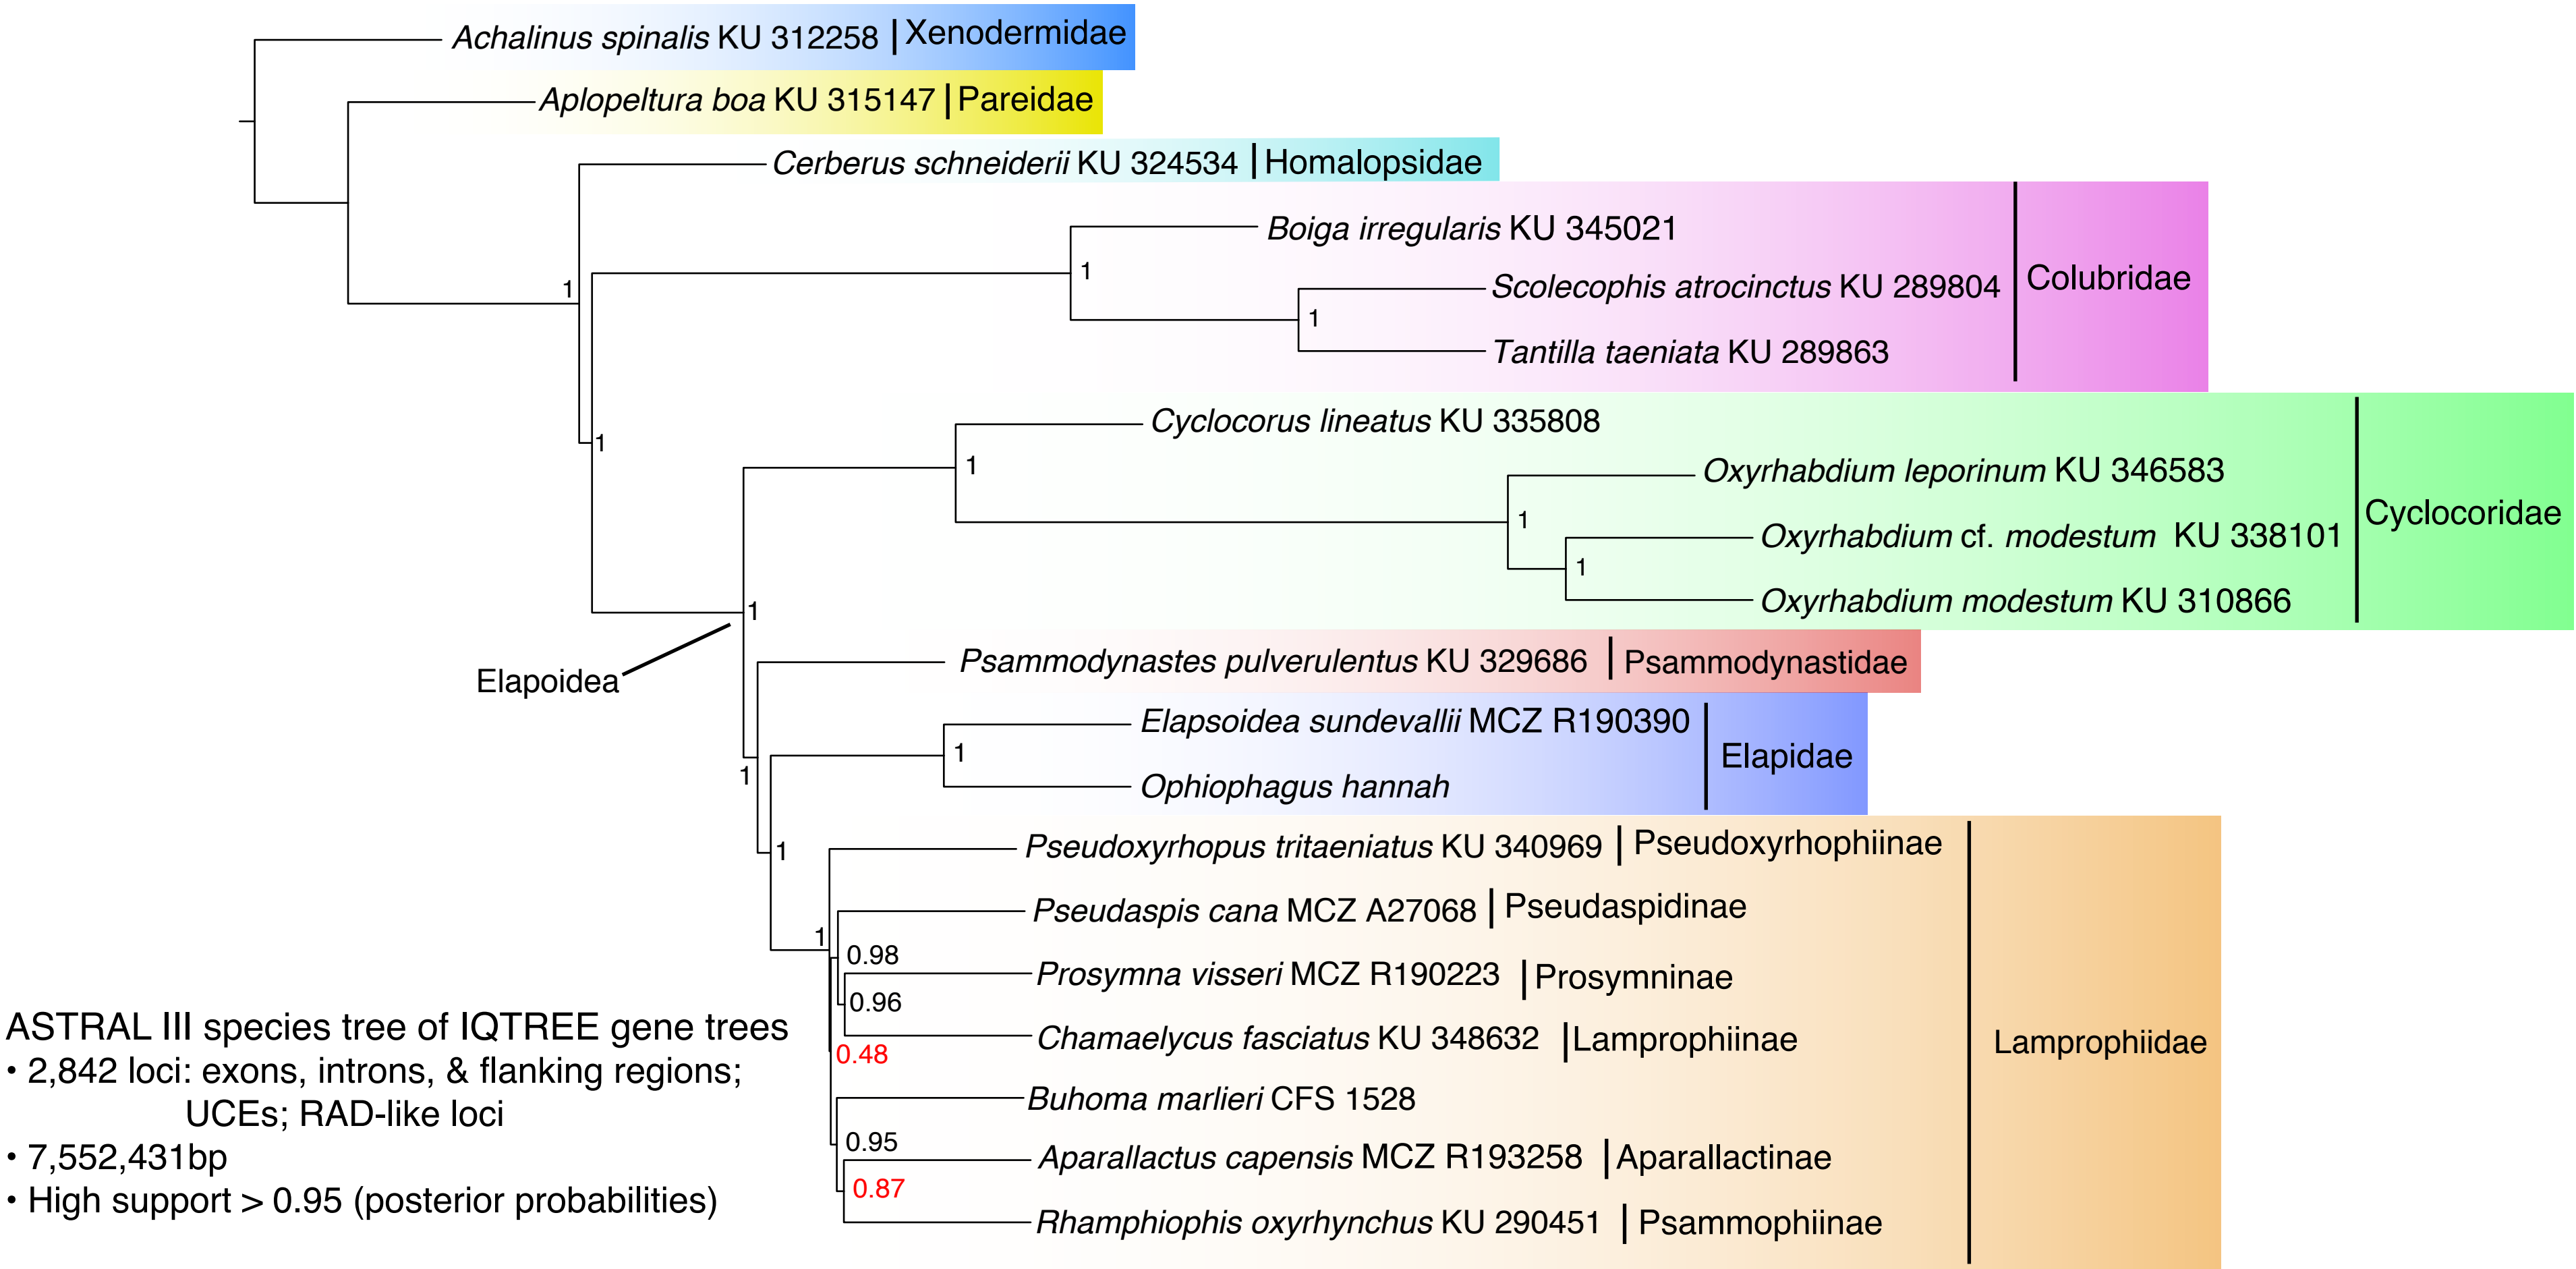 Achalinus spinalis KU 312258 Xenodermidae
Aplopeltura boa KU 315147 Pareidae
Cerberus schneiderii KU 324534 Homalopsidae
Boiga irregularis KU 345021
1
Scolecophis atrocinctus KU 289804
Colubridae
1
1
Tantilla taeniata KU 289863
Cyclocorus lineatus KU 335808
1
1
Oxyrhabdium leporinum KU 346583
Cyclocoridae
1
Oxyrhabdium cf. modestum KU 338101
1
Oxyrhabdium modestum KU 310866
1
Elapoidea
Psammodynastes pulverulentus KU 329686 Psammodynastidae
Elapsoidea sundevallii MCZ R190390
1
Elapidae
1
Ophiophagus hannah
1
Pseudoxyrhopus tritaeniatus KU 340969 Pseudoxyrhophiinae
Pseudaspis cana MCZ A27068 Pseudaspidinae
1
0.98
Prosymna visseri MCZ R190223 Prosymninae
0.96
Chamaelycus fasciatus KU 348632 Lamprophiinae
Lamprophiidae
0.48
Buhoma marlieri CFS 1528
0.95
Aparallactus capensis MCZ R193258 Aparallactinae
0.87
Rhamphiophis oxyrhynchus KU 290451 Psammophiinae
ASTRAL III species tree of IQTREE gene trees
• 2,842 loci: exons, introns, & flanking regions;
UCEs; RAD-like loci
• 7,552,431bp
• High support > 0.95 (posterior probabilities)